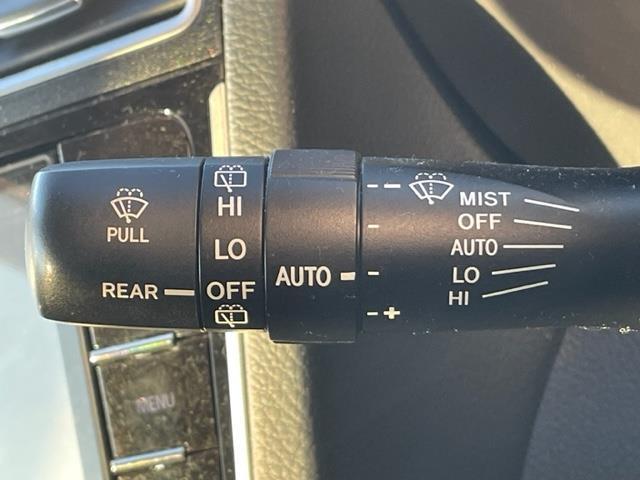 PULL
REAR
HI
LO
OFF
AUTO
- -
-
-
- +
MIST
OFF
AUTO
LO
HI
MENU